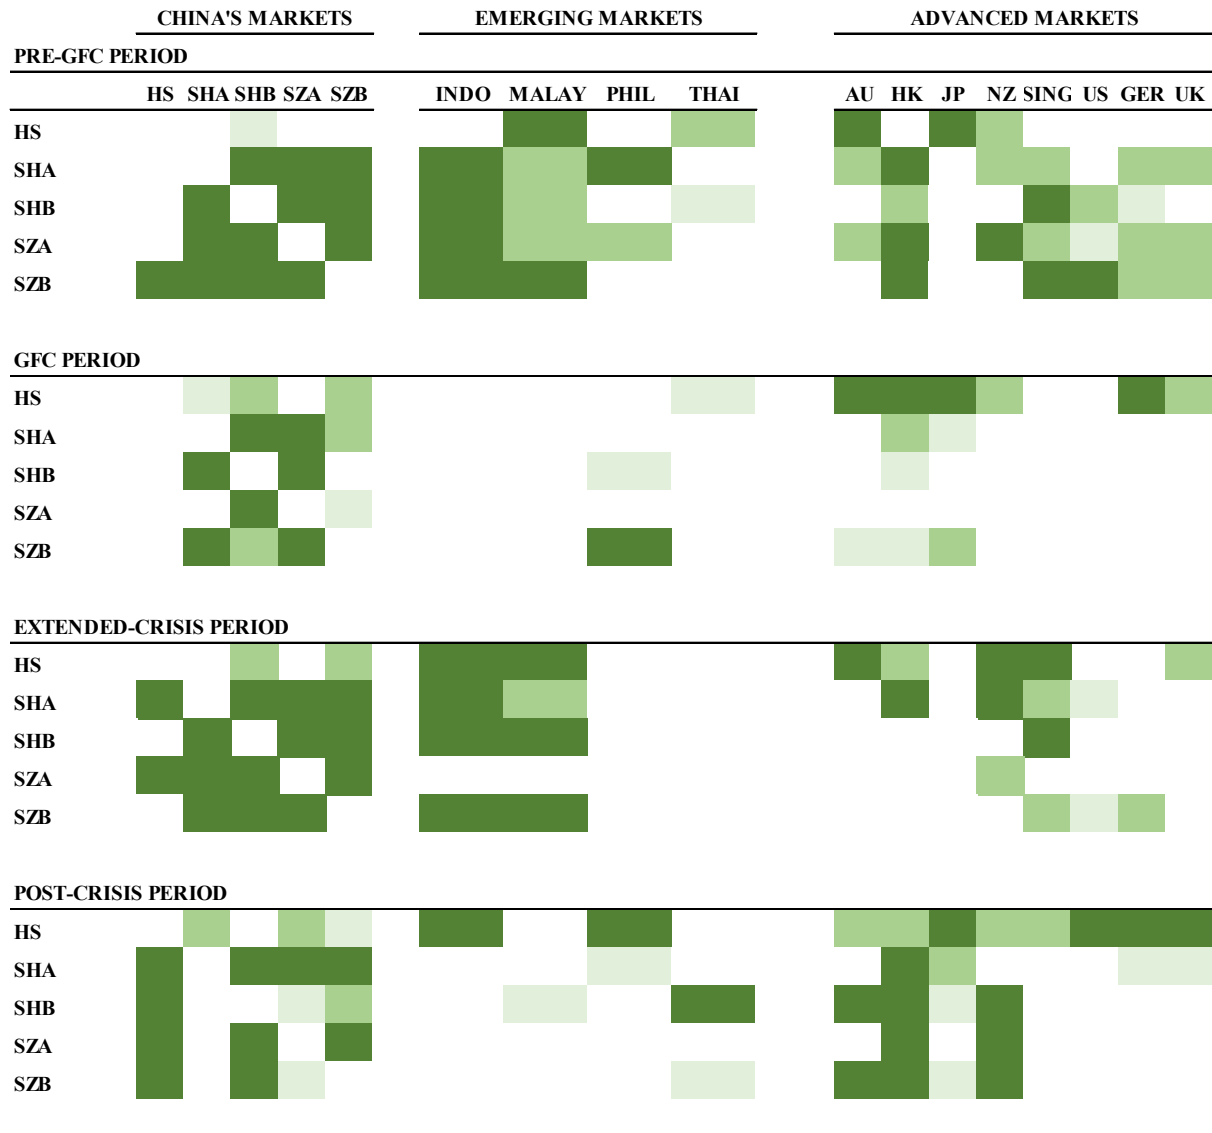 CHINA'S MARKETS EMERGING MARKETS ADVANCED MARKETS
PRE-GFC PERIOD
HS SHA SHB SZA SZB INDO MALAY PHIL THAI AU HK JP NZ SING US GER UK
HS
SHA
SHB
SZA
SZB
GFC PERIOD
HS
SHA
SHB
SZA
SZB
EXTENDED-CRISIS PERIOD
HS
SHA
SHB
SZA
SZB
POST-CRISIS PERIOD
HS
SHA
SHB
SZA
SZB